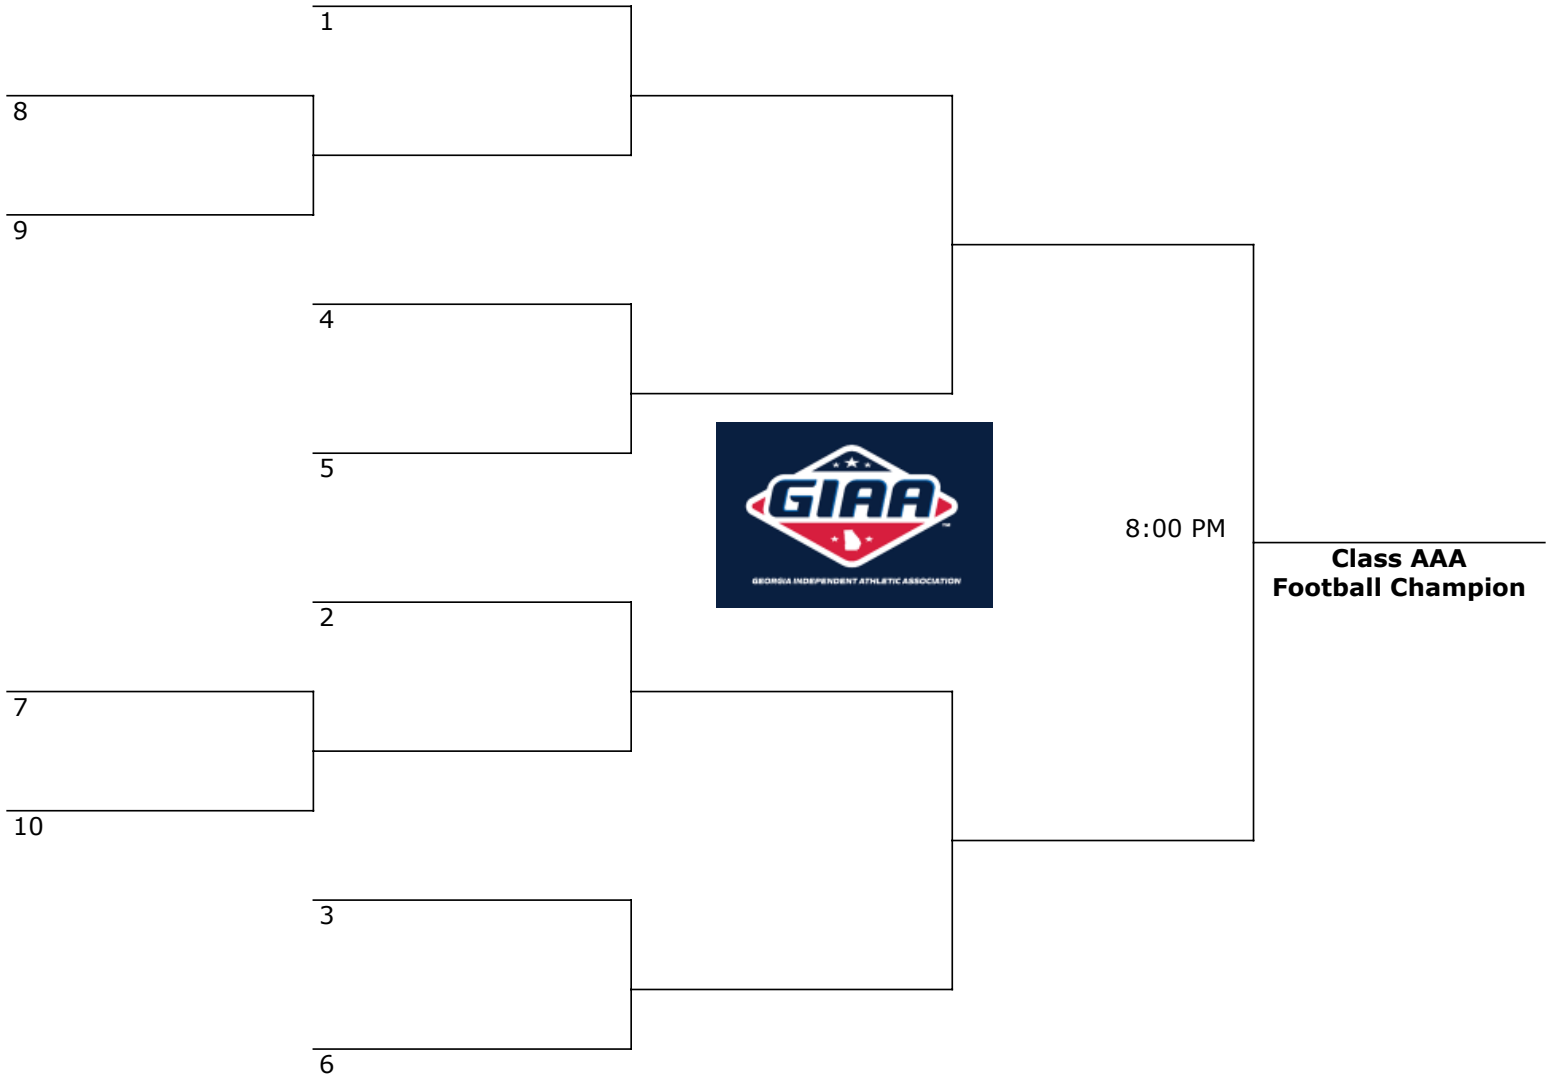 1
8
9
4
5
GIAA
™
GEORGIA INDEPENDENT ATHLETIC ASSOCIATION
8:00 PM
Class AAA
Football Champion
2
7
10
3
6